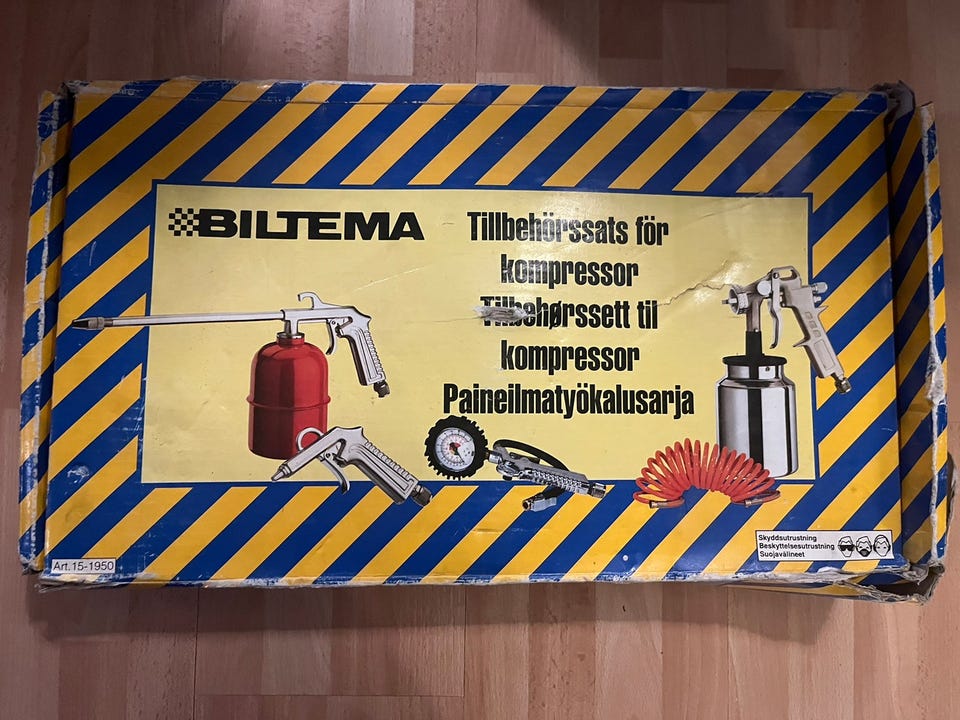 BILTEMA
Tillbehörssats för
kompressor
Tilbehørssett til
kompressor
Paineilmatyökalusarja
Skyddsutrustning
Beskyttelsesutrustning
Suojavälineet
Art. 15-1950